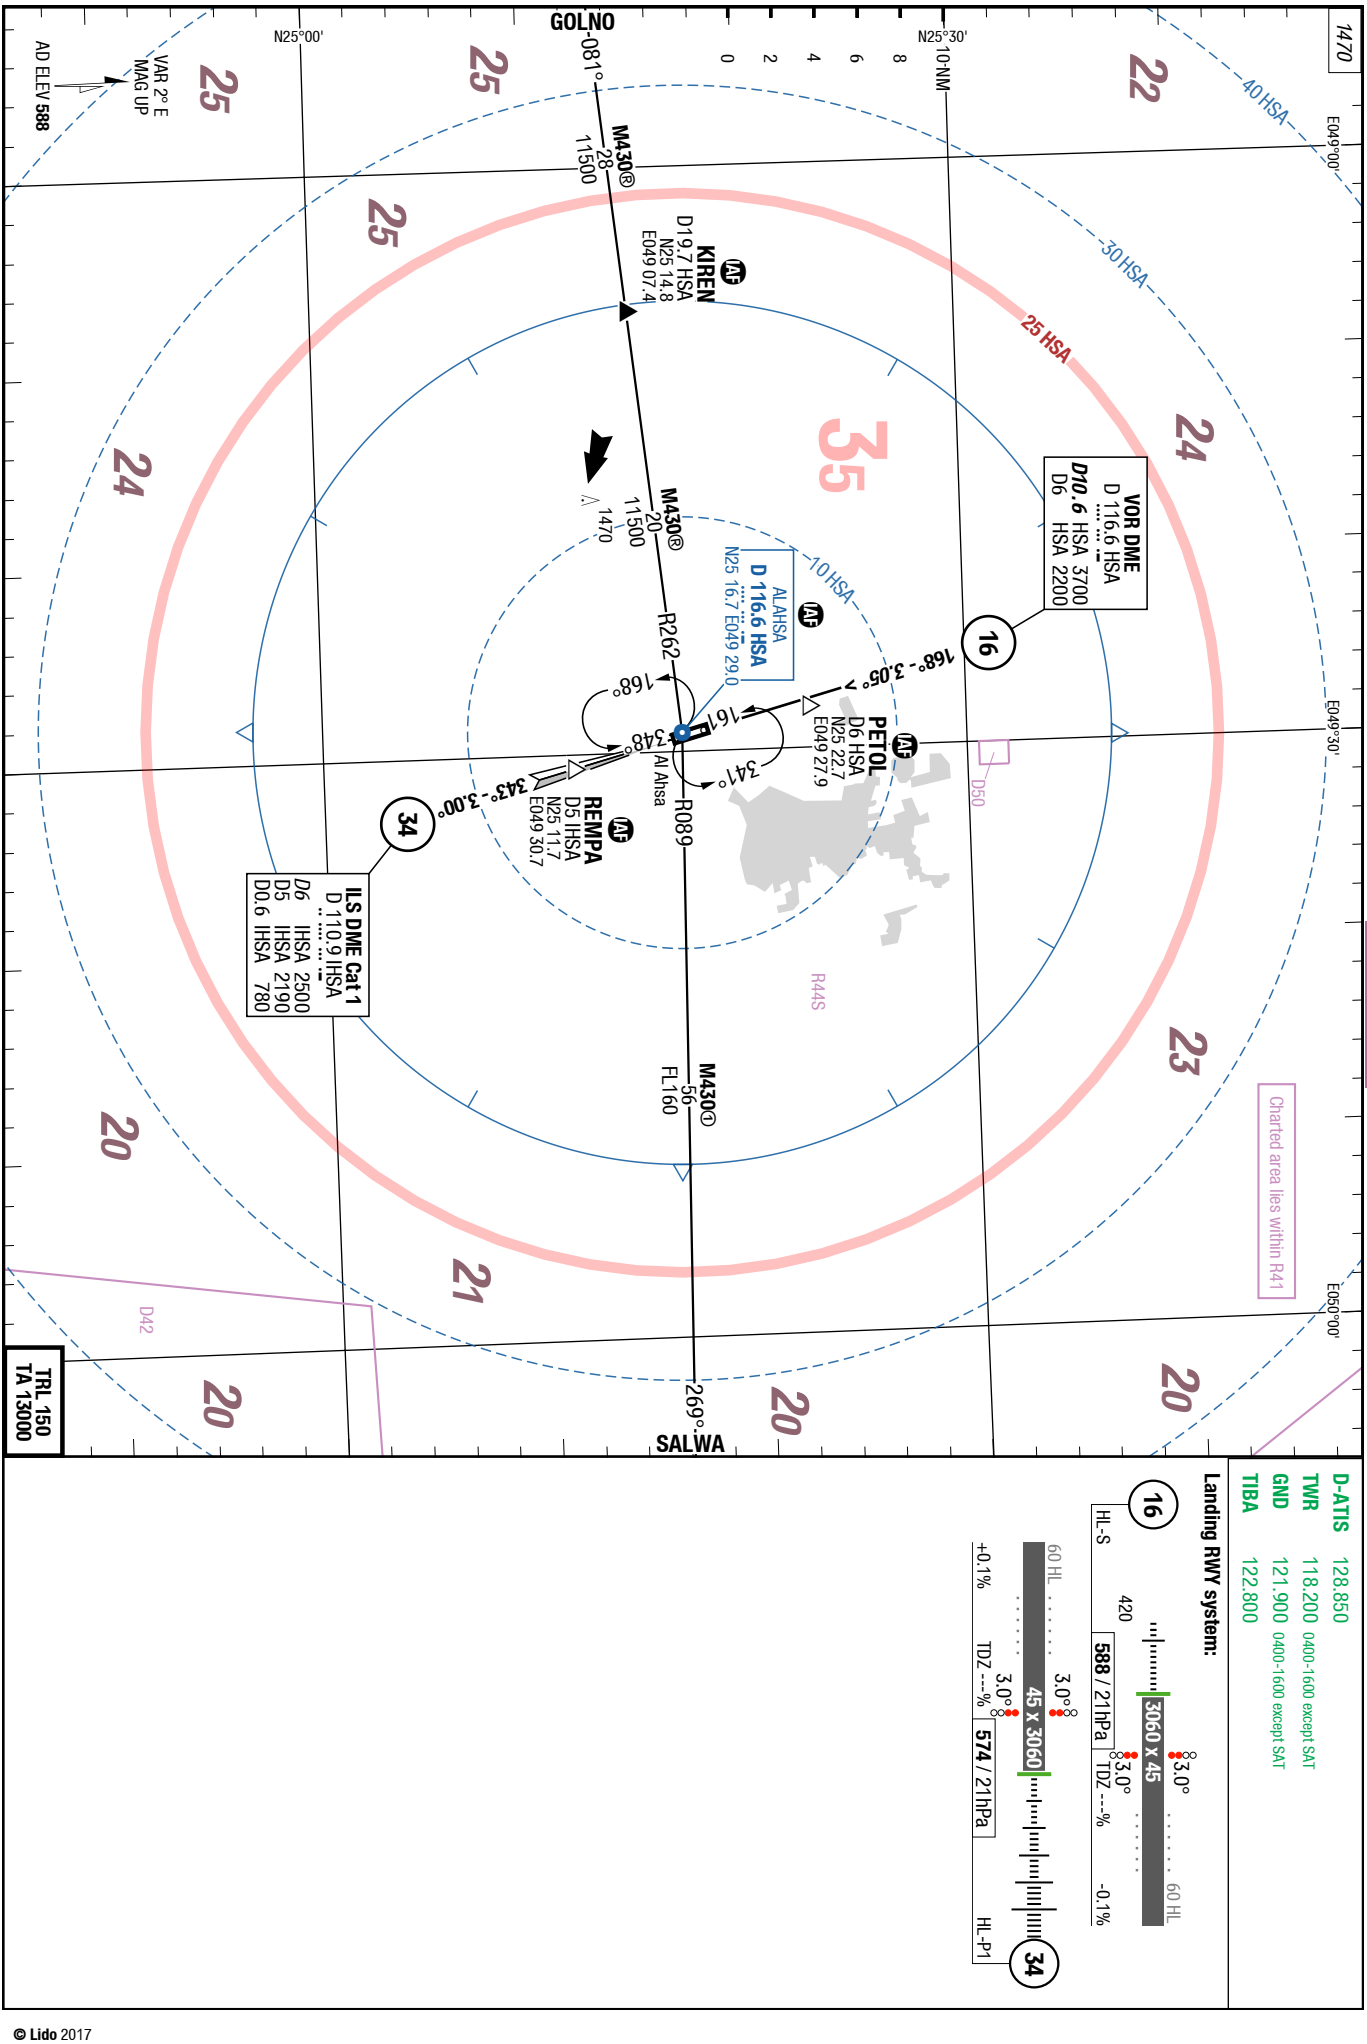 1470
E049°00'
E049°30'
E050°00'
N25°30'
N25°00'
10 NM
8
6
4
2
0
22
40 HSA
30 HSA
25 HSA
10 HSA
25
25
25
24
24
23
21
20
20
20
20
35
GOLNO
081°
M430®
28
11500
IAF
KIREN
D19.7 HSA
N25 14.8
E049 07.4
M430®
20
11500
R262
1470
VOR DME
D 116.6 HSA
D10.6 HSA 3700
D6 HSA 2200
16
168° - 3.05°
IAF
ALAHSA
D 116.6 HSA
N25 16.7 E049 29.0
IAF
PETOL
D6 HSA
N25 22.7
E049 27.9
161°
341°
168°
348°
Al Ahsa
R089
IAF
REMPA
D5 IHSA
N25 11.7
E049 30.7
343° - 3.00°
34
ILS DME Cat 1
D 110.9 IHSA
D6 IHSA 2500
D5 IHSA 2190
D0.6 IHSA 780
M430①
56
FL160
269°
SALWA
D50
R44S
D42
Charted area lies within R41
VAR 2° E
MAG UP
AD ELEV 588
TRL 150
TA 13000
D-ATIS 128.850
TWR 118.200 0400-1600 except SAT
GND 121.900 0400-1600 except SAT
TIBA 122.800
Landing RWY system:
16
HL-S
420
588 / 21hPa
3060 x 45
3.0°
3.0°
TDZ ---%
60 HL
-0.1%
60 HL
+0.1%
TDZ ---%
3.0°
3.0°
45 x 3060
574 / 21hPa
HL-P1
34
© Lido 2017